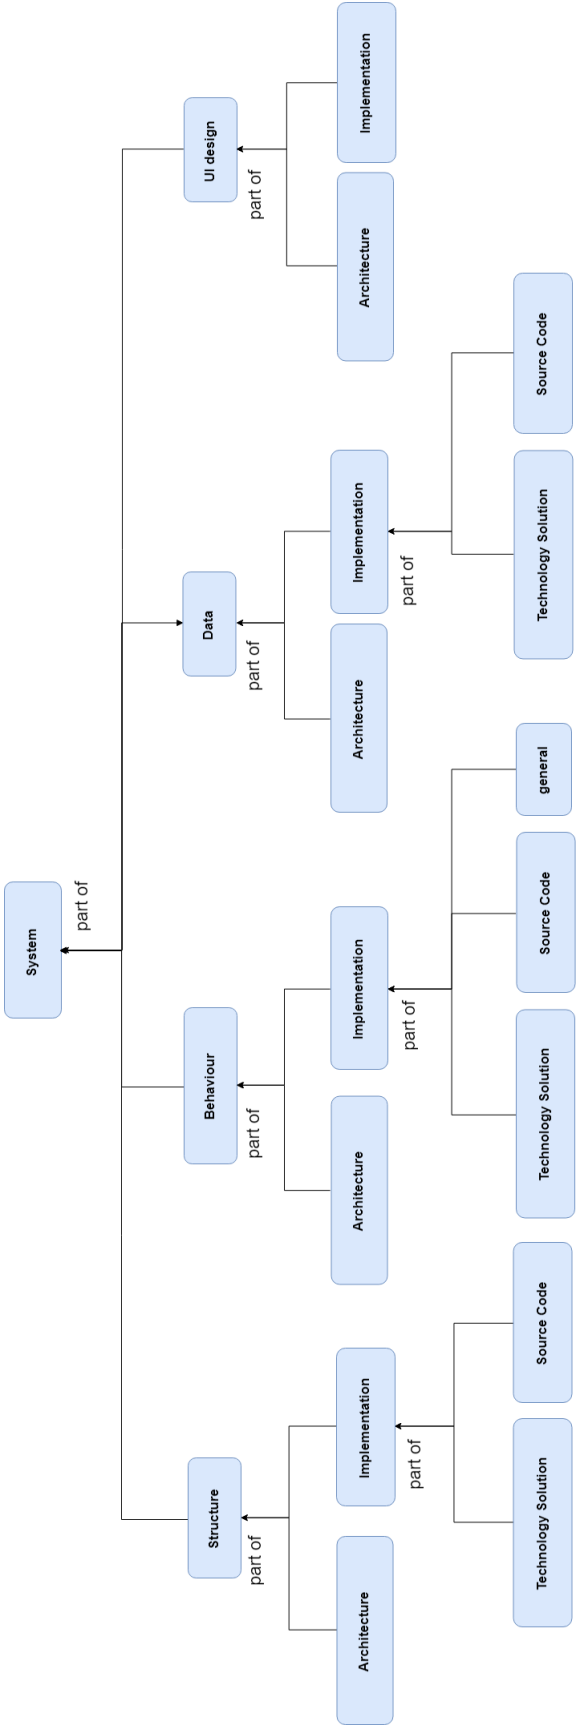 System
part of
Structure
Behaviour
Data
UI design
part of
part of
part of
part of
Architecture
Implementation
Architecture
Implementation
Architecture
Implementation
Architecture
Implementation
part of
part of
part of
Technology Solution
Source Code
Technology Solution
Source Code
general
Technology Solution
Source Code